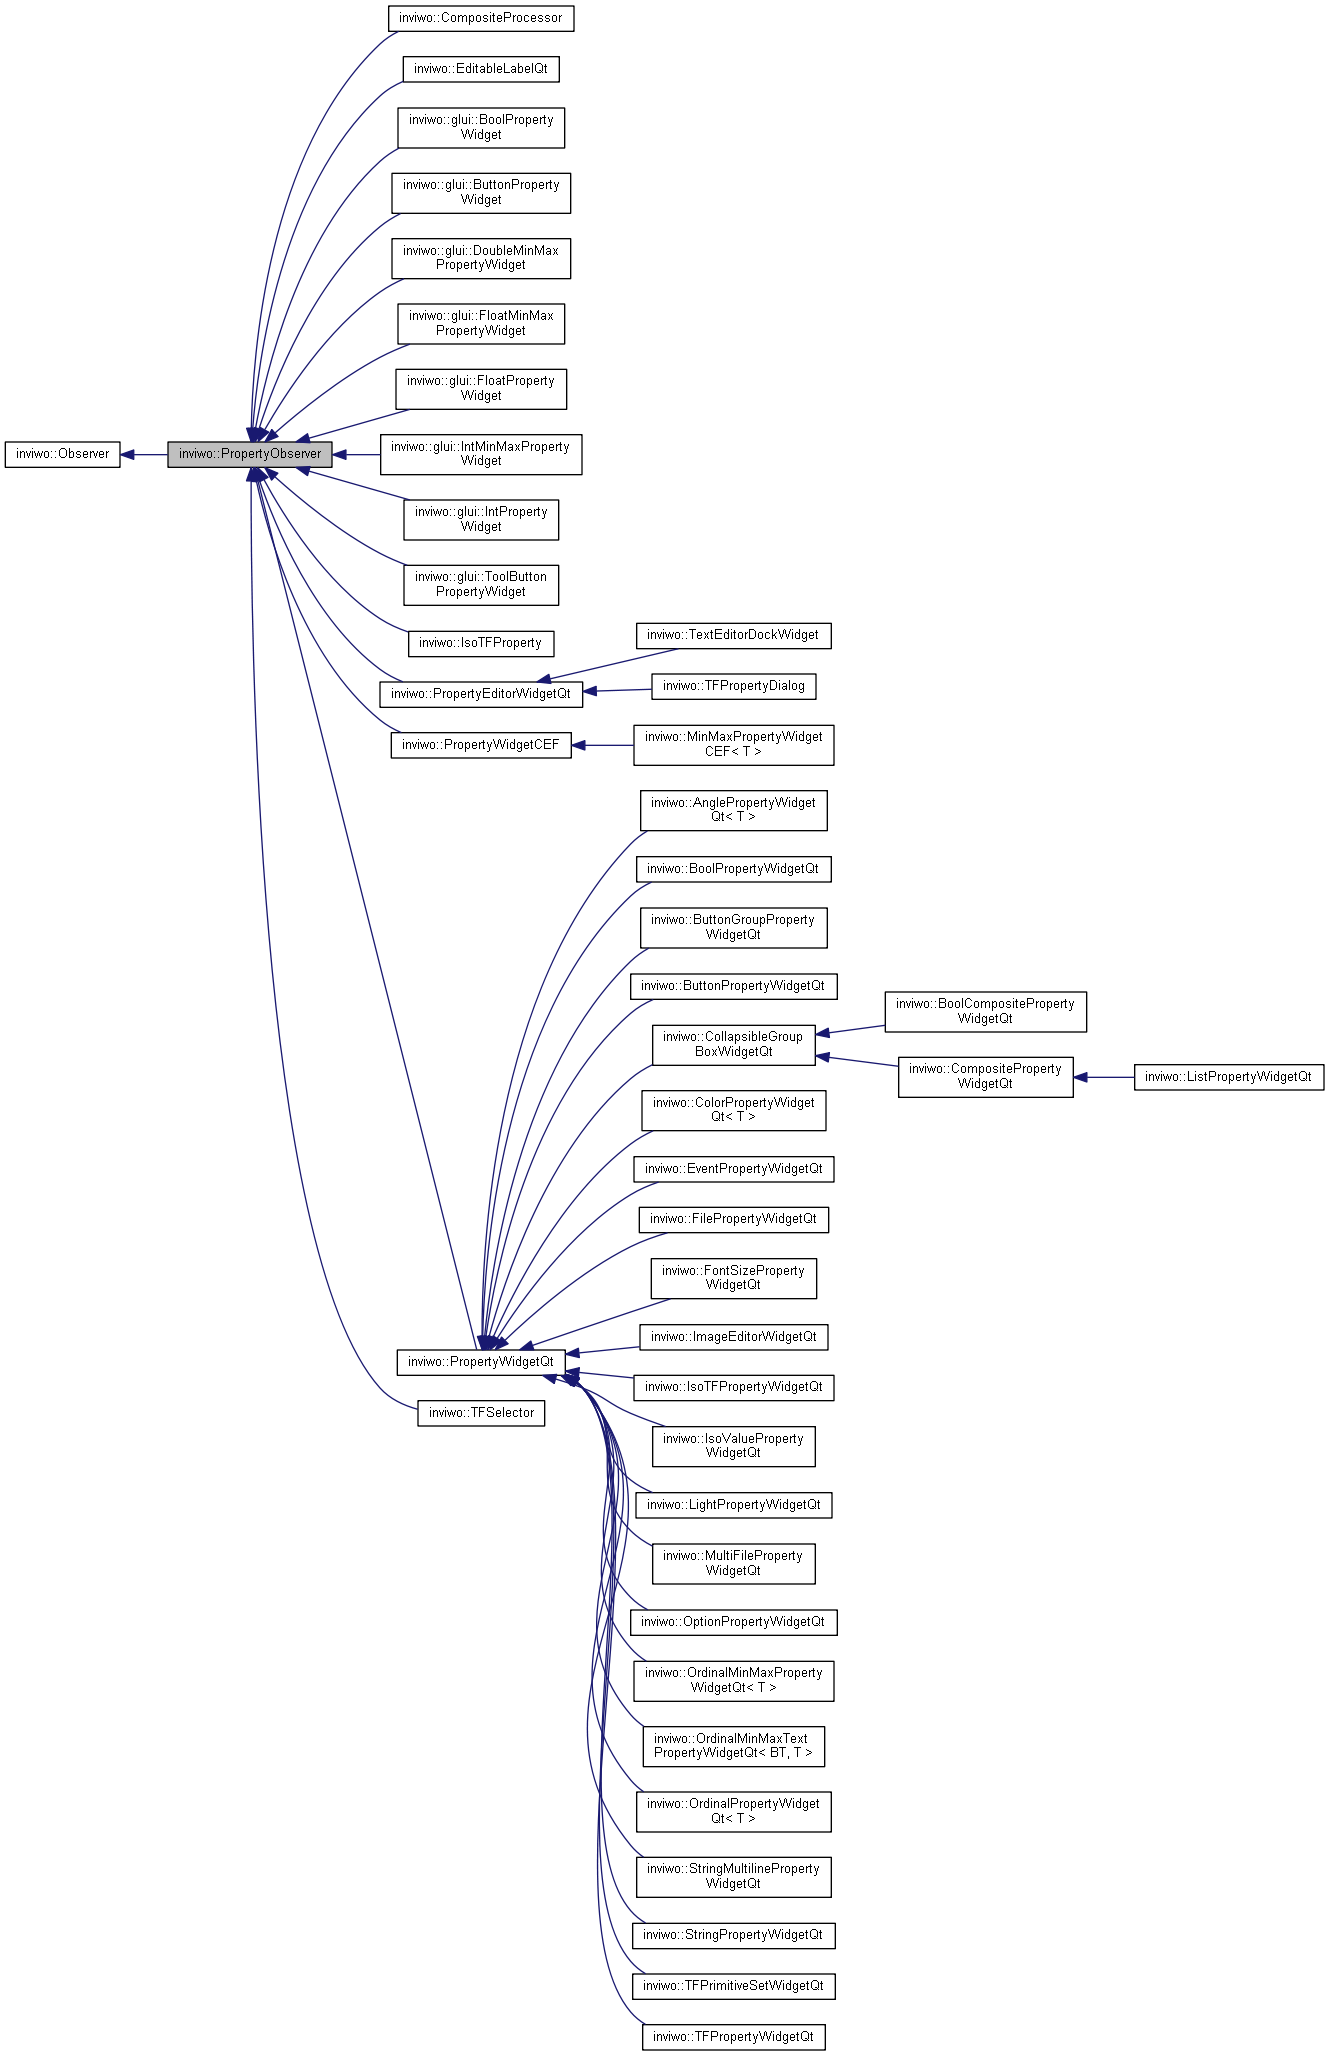 inviwo::CompositeProcessor
inviwo::EditableLabelQt
inviwo::glui::BoolProperty
Widget
inviwo::glui::ButtonProperty
Widget
inviwo::glui::DoubleMinMax
PropertyWidget
inviwo::glui::FloatMinMax
PropertyWidget
inviwo::glui::FloatProperty
Widget
inviwo::Observer
inviwo::PropertyObserver
inviwo::glui::IntMinMaxProperty
Widget
inviwo::glui::IntProperty
Widget
inviwo::glui::ToolButton
PropertyWidget
inviwo::IsoTFProperty
inviwo::PropertyEditorWidgetQt
inviwo::TextEditorDockWidget
inviwo::TFPropertyDialog
inviwo::PropertyWidgetCEF
inviwo::MinMaxPropertyWidget
CEF< T >
inviwo::AnglePropertyWidget
Qt< T >
inviwo::BoolPropertyWidgetQt
inviwo::ButtonGroupProperty
WidgetQt
inviwo::ButtonPropertyWidgetQt
inviwo::CollapsibleGroup
BoxWidgetQt
inviwo::BoolCompositeProperty
WidgetQt
inviwo::CompositeProperty
WidgetQt
inviwo::ListPropertyWidgetQt
inviwo::ColorPropertyWidget
Qt< T >
inviwo::EventPropertyWidgetQt
inviwo::FilePropertyWidgetQt
inviwo::FontSizeProperty
WidgetQt
inviwo::ImageEditorWidgetQt
inviwo::PropertyWidgetQt
inviwo::IsoTFPropertyWidgetQt
inviwo::TFSelector
inviwo::IsoValueProperty
WidgetQt
inviwo::LightPropertyWidgetQt
inviwo::MultiFileProperty
WidgetQt
inviwo::OptionPropertyWidgetQt
inviwo::OrdinalMinMaxProperty
WidgetQt< T >
inviwo::OrdinalMinMaxText
PropertyWidgetQt< BT, T >
inviwo::OrdinalPropertyWidget
Qt< T >
inviwo::StringMultilineProperty
WidgetQt
inviwo::StringPropertyWidgetQt
inviwo::TFPrimitiveSetWidgetQt
inviwo::TFPropertyWidgetQt